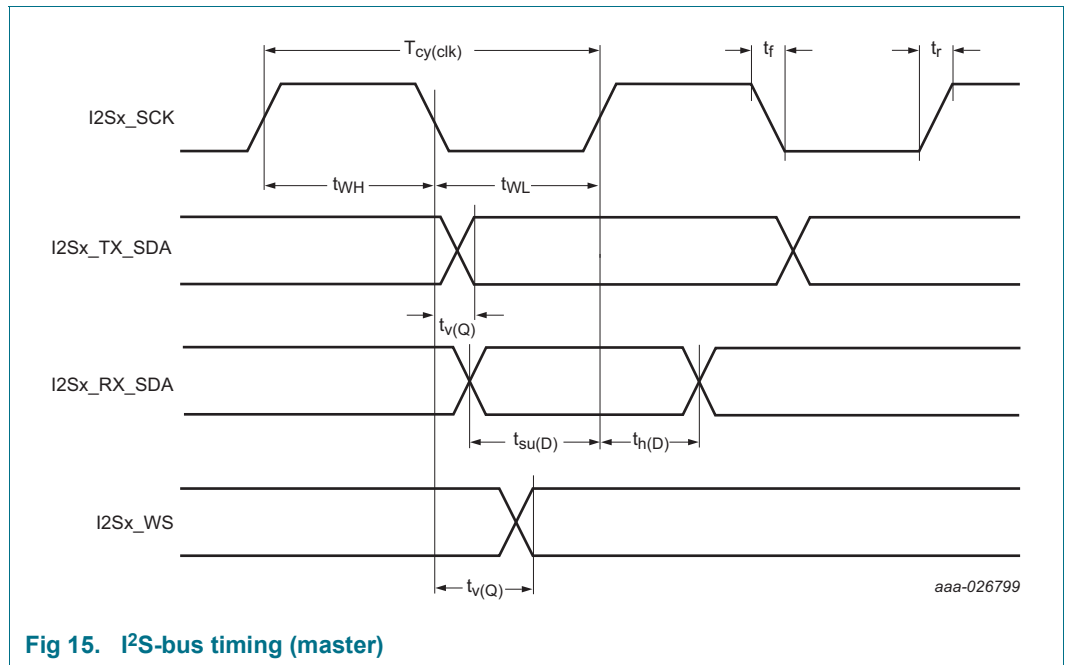 Tcy(clk)
tf
tr
I2Sx_SCK
tWH
tWL
I2Sx_TX_SDA
tv(Q)
I2Sx_RX_SDA
tsu(D)
th(D)
I2Sx_WS
tv(Q)
aaa-026799
Fig 15. I²S-bus timing (master)